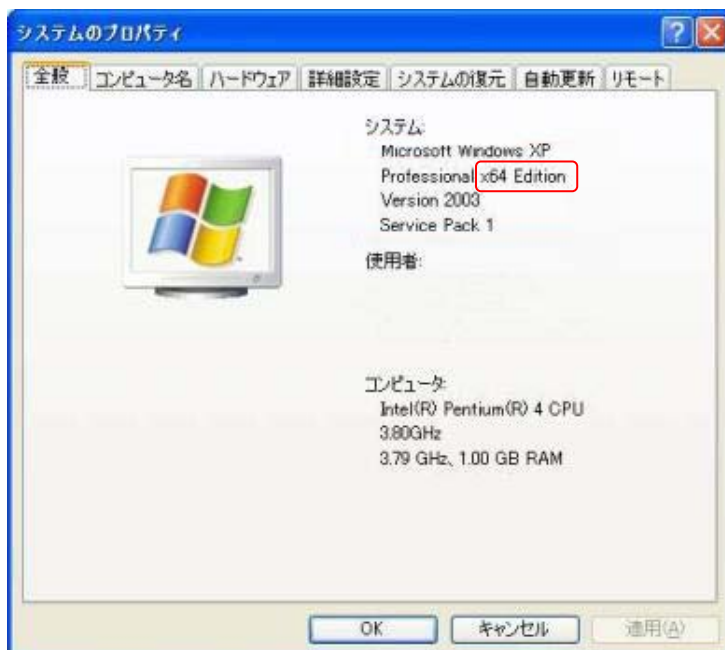 システムのプロパティ
全般 コンピュータ名 ハードウェア 詳細設定 システムの復元 自動更新 リモート
システム:
Microsoft Windows XP
Professional x64 Edition
Version 2003
Service Pack 1
使用者:
コンピュータ:
Intel(R) Pentium(R) 4 CPU
3.80GHz
3.79 GHz、1.00 GB RAM
OK キャンセル 適用(A)